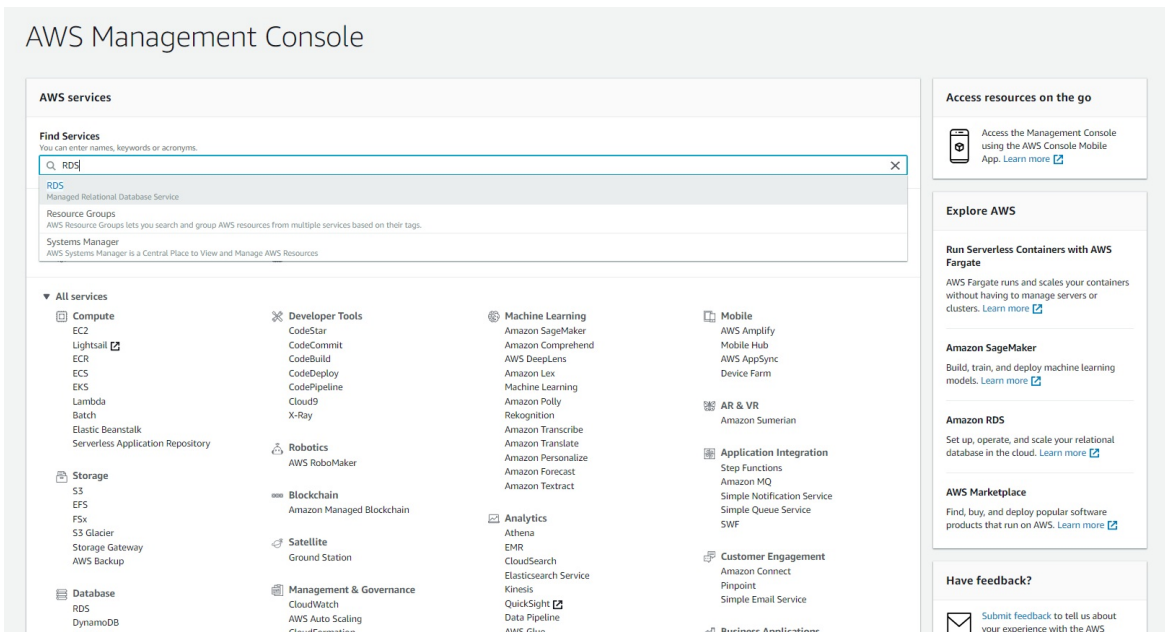 AWS Management Console
AWS services
Find Services
You can enter names, keywords or acronyms.
RDS
RDS
Managed Relational Database Service
Resource Groups
AWS Resource Groups lets you search and group AWS resources from multiple services based on their tags.
Systems Manager
AWS Systems Manager is a Central Place to View and Manage AWS Resources
All services
Compute
EC2
Lightsail
ECR
ECS
EKS
Lambda
Batch
Elastic Beanstalk
Serverless Application Repository
Storage
S3
EFS
FSx
S3 Glacier
Storage Gateway
AWS Backup
Database
RDS
DynamoDB
Developer Tools
CodeStar
CodeCommit
CodeBuild
CodeDeploy
CodePipeline
Cloud9
X-Ray
Robotics
AWS RoboMaker
Blockchain
Amazon Managed Blockchain
Satellite
Ground Station
Management & Governance
CloudWatch
AWS Auto Scaling
CloudFormation
Machine Learning
Amazon SageMaker
Amazon Comprehend
AWS DeepLens
Amazon Lex
Machine Learning
Amazon Polly
Rekognition
Amazon Transcribe
Amazon Translate
Amazon Personalize
Amazon Forecast
Amazon Textract
Analytics
Athena
EMR
CloudSearch
Elasticsearch Service
Kinesis
QuickSight
Data Pipeline
AWS Glue
Mobile
AWS Amplify
Mobile Hub
AWS AppSync
Device Farm
AR & VR
Amazon Sumerian
Application Integration
Step Functions
Amazon MQ
Simple Notification Service
Simple Queue Service
SWF
Customer Engagement
Amazon Connect
Pinpoint
Simple Email Service
Business Applications
Access resources on the go
Access the Management Console
using the AWS Console Mobile
App. Learn more
Explore AWS
Run Serverless Containers with AWS
Fargate
AWS Fargate runs and scales your containers
without having to manage servers or
clusters. Learn more
Amazon SageMaker
Build, train, and deploy machine learning
models. Learn more
Amazon RDS
Set up, operate, and scale your relational
database in the cloud. Learn more
AWS Marketplace
Find, buy, and deploy popular software
products that run on AWS. Learn more
Have feedback?
Submit feedback to tell us about
your experience with the AWS